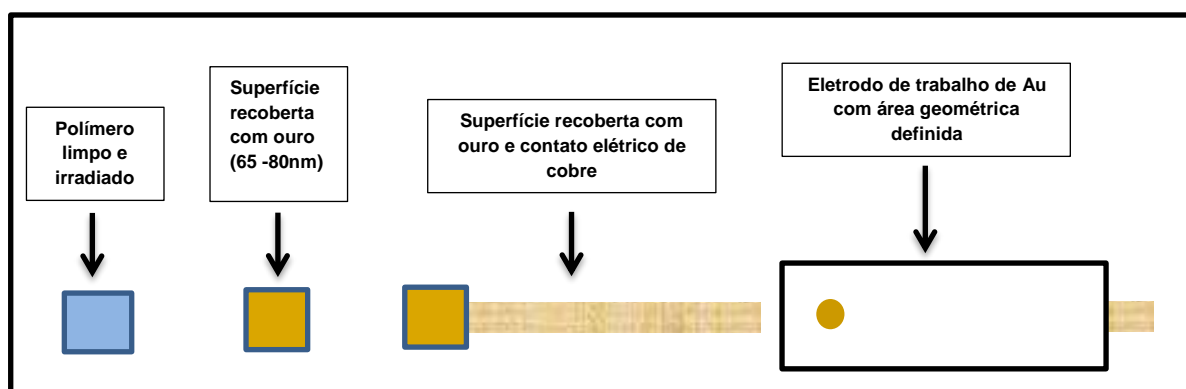 Polímero
limpo e
irradiado
Superfície
recoberta
com ouro
(65 -80nm)
Superfície recoberta com
ouro e contato elétrico de
cobre
Eletrodo de trabalho de Au
com área geométrica
definida